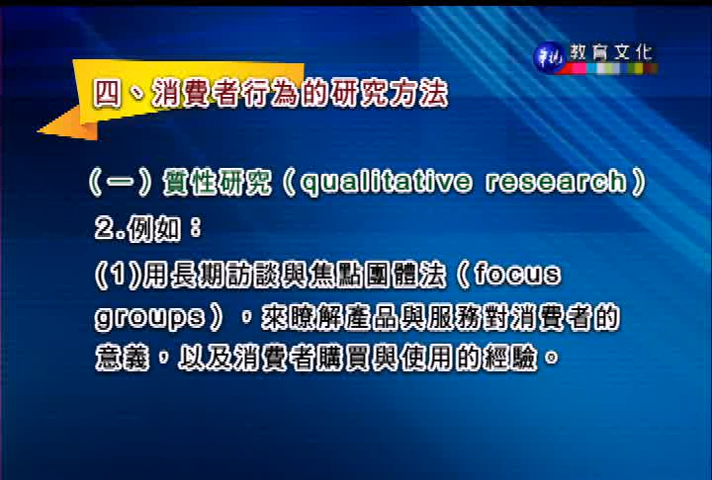 華視 教育文化
四、消費者行為的研究方法
(一)質性研究(qualitative research)
2.例如：
(1)用長期訪談與焦點團體法(focus
groups)，來瞭解產品與服務對消費者的
意義，以及消費者購買與使用的經驗。